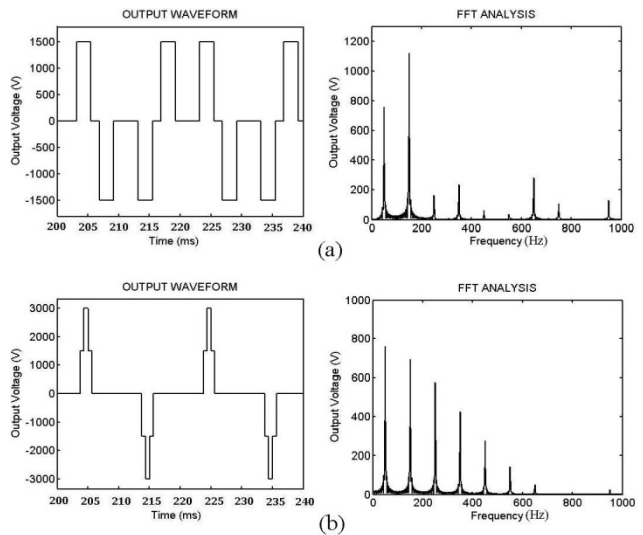 OUTPUT WAVEFORM
1500
1000
500
0
-500
-1000
-1500
Output Voltage (V)
200 205 215 220 225 230 235 240
Time (ms)
FFT ANALYSIS
1200
1000
800
600
400
200
0
Output Voltage (V)
0 200 400 600 800 1000
Frequency (Hz)
(a)
OUTPUT WAVEFORM
3000
2000
1000
0
-1000
-2000
-3000
Output Voltage (V)
200 205 215 220 225 230 235 240
Time (ms)
FFT ANALYSIS
1000
800
600
400
200
0
Output Voltage (V)
0 200 400 600 800 1000
Frequency (Hz)
(b)